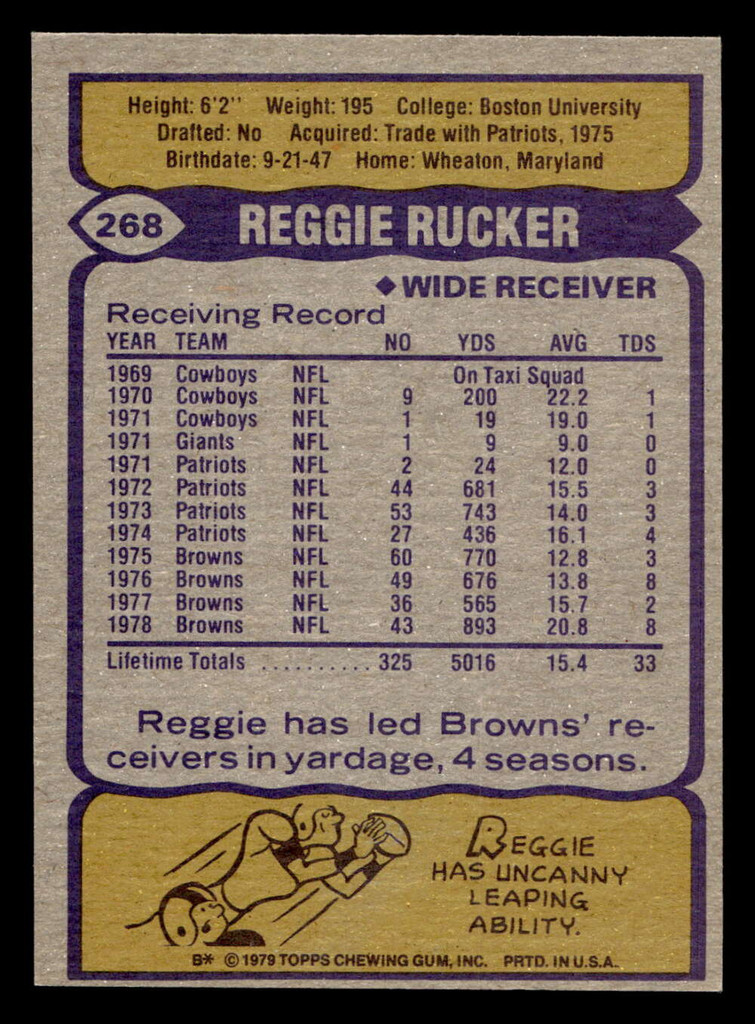 Height: 6'2'' Weight: 195 College: Boston University
Drafted: No Acquired: Trade with Patriots, 1975
Birthdate: 9-21-47 Home: Wheaton, Maryland
268 REGGIE RUCKER
◆WIDE RECEIVER
Receiving Record
YEAR TEAM NO YDS AVG TDS
1969 Cowboys NFL On Taxi Squad
1970 Cowboys NFL 9 200 22.2 1
1971 Cowboys NFL 1 19 19.0 1
1971 Giants NFL 1 9 9.0 0
1971 Patriots NFL 2 24 12.0 0
1972 Patriots NFL 44 681 15.5 3
1973 Patriots NFL 53 743 14.0 3
1974 Patriots NFL 27 436 16.1 4
1975 Browns NFL 60 770 12.8 3
1976 Browns NFL 49 676 13.8 8
1977 Browns NFL 36 565 15.7 2
1978 Browns NFL 43 893 20.8 8
Lifetime Totals .......... 325 5016 15.4 33
Reggie has led Browns' re-
ceivers in yardage, 4 seasons.
REGGIE
HAS UNCANNY
LEAPING
ABILITY.
B* © 1979 TOPPS CHEWING GUM, INC. PRTD. IN U.S.A.